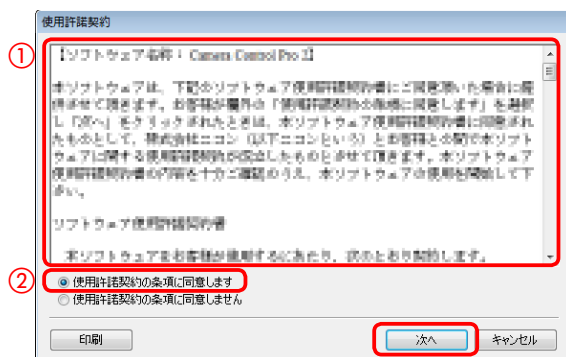 使用許諾契約
①
【ソフトウェア名称： Camera Control Pro 2】
本ソフトウェアは、下記のソフトウェア使用許諾契約書にご同意頂いた場合に提
供させて頂きます。お客様が欄外の「使用許諾契約の条項に同意します」を選択
し「次へ」をクリックされたときは、本ソフトウェア使用許諾契約書に同意され
たものとして、株式会社ニコン（以下ニコンという）とお客様との間で本ソフト
ウェアに関する使用許諾契約が成立したものとさせて頂きます。本ソフトウェア
使用許諾契約書の内容を十分ご確認のうえ、本ソフトウェアの使用を開始して下
さい。
ソフトウェア使用許諾契約書
本ソフトウェアをお客様が使用するにあたり、次のとおり契約します。
②
使用許諾契約の条項に同意します
使用許諾契約の条項に同意しません
印刷 次へ キャンセル